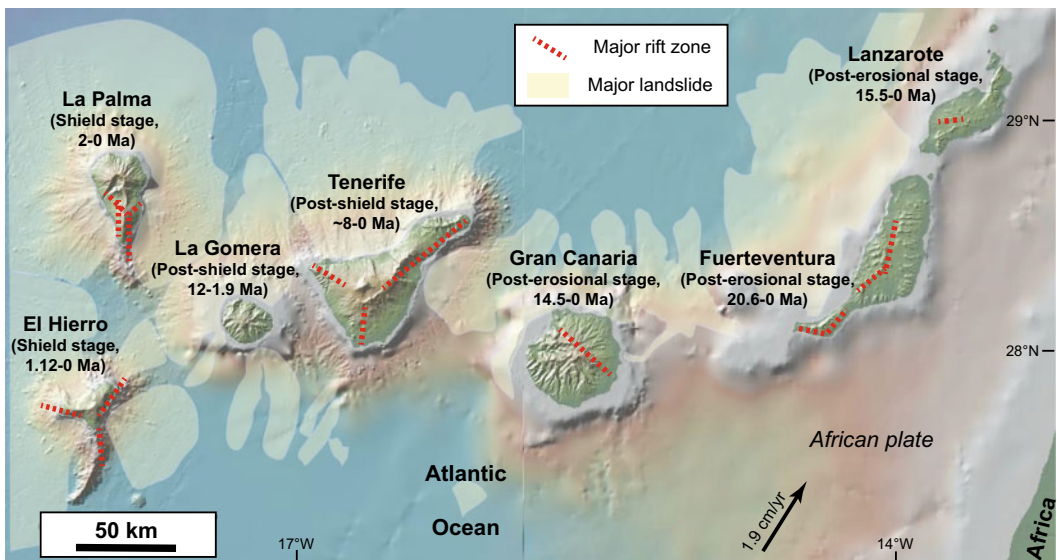 Major rift zone
Major landslide
Lanzarote
(Post-erosional stage,
15.5-0 Ma)
29°N
La Palma
(Shield stage,
2-0 Ma)
Tenerife
(Post-shield stage,
~8-0 Ma)
La Gomera
(Post-shield stage,
12-1.9 Ma)
Gran Canaria
(Post-erosional stage,
14.5-0 Ma)
Fuerteventura
(Post-erosional stage,
20.6-0 Ma)
El Hierro
(Shield stage,
1.12-0 Ma)
28°N
African plate
Atlantic
Ocean
1.9 cm/yr
Africa
50 km
17°W
14°W